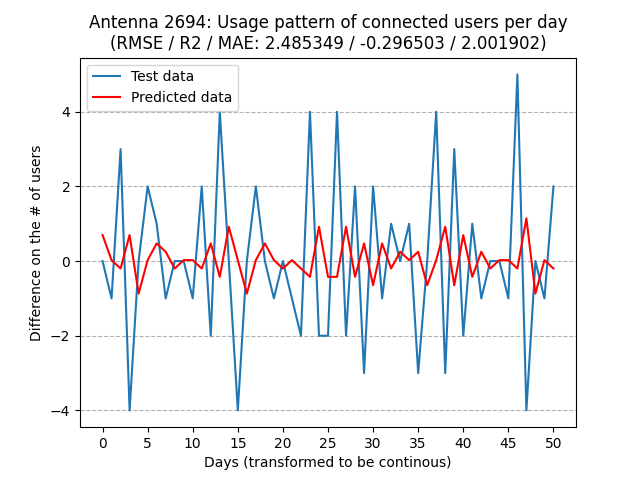 Antenna 2694: Usage pattern of connected users per day
(RMSE / R2 / MAE: 2.485349 / -0.296503 / 2.001902)
Test data
Predicted data
Difference on the # of users
4
2
0
−2
−4
0 5 10 15 20 25 30 35 40 45 50
Days (transformed to be continous)